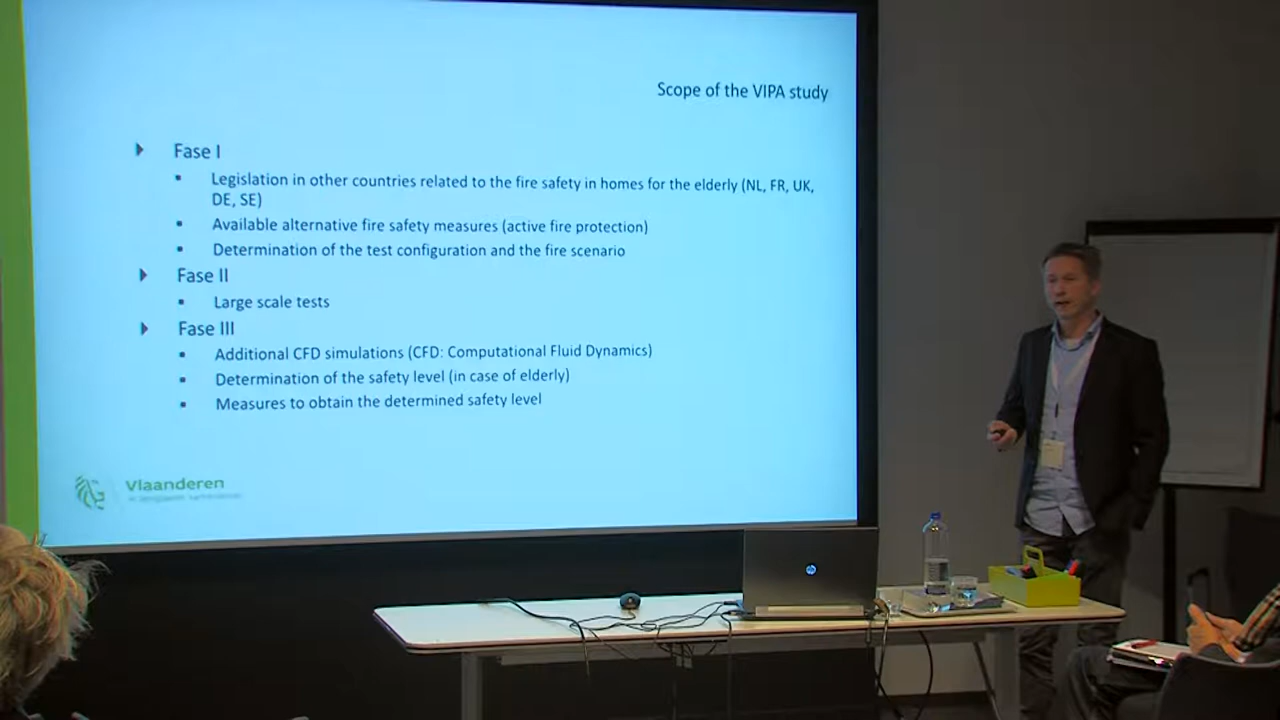 Scope of the VIPA study
Fase I
Legislation in other countries related to the fire safety in homes for the elderly (NL, FR, UK,
DE, SE)
Available alternative fire safety measures (active fire protection)
Determination of the test configuration and the fire scenario
Fase II
Large scale tests
Fase III
Additional CFD simulations (CFD: Computational Fluid Dynamics)
Determination of the safety level (in case of elderly)
Measures to obtain the determined safety level
Vlaanderen
hp